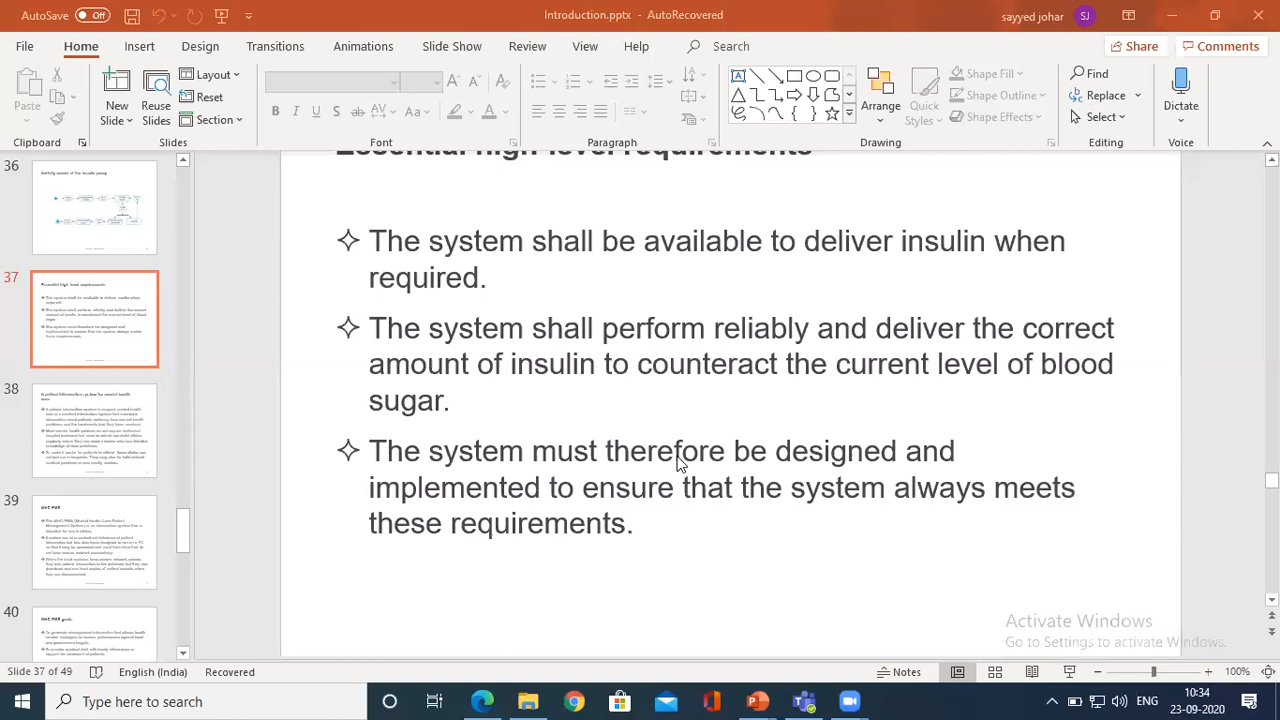 AutoSave Off
Introduction.pptx - AutoRecovered
sayyed johar SJ
File Home Insert Design Transitions Animations Slide Show Review View Help Search Share Comments
Paste
New Slide
Reuse Slides
Layout
Reset
Section
Arrange
Quick Styles
Shape Fill
Shape Outline
Shape Effects
Find
Replace
Select
Dictate
Clipboard Slides Font Paragraph Drawing Editing Voice
36
37
38
39
40
Essential high-level requirements
The system shall be available to deliver insulin when
required.
The system shall perform reliably and deliver the correct
amount of insulin to counteract the current level of blood
sugar.
The system must therefore be designed and
implemented to ensure that the system always meets
these requirements.
Activate Windows
Go to Settings to activate Windows.
Slide 37 of 49 English (India) Recovered Notes 100%
Type here to search
ENG
10:34
23-09-2020